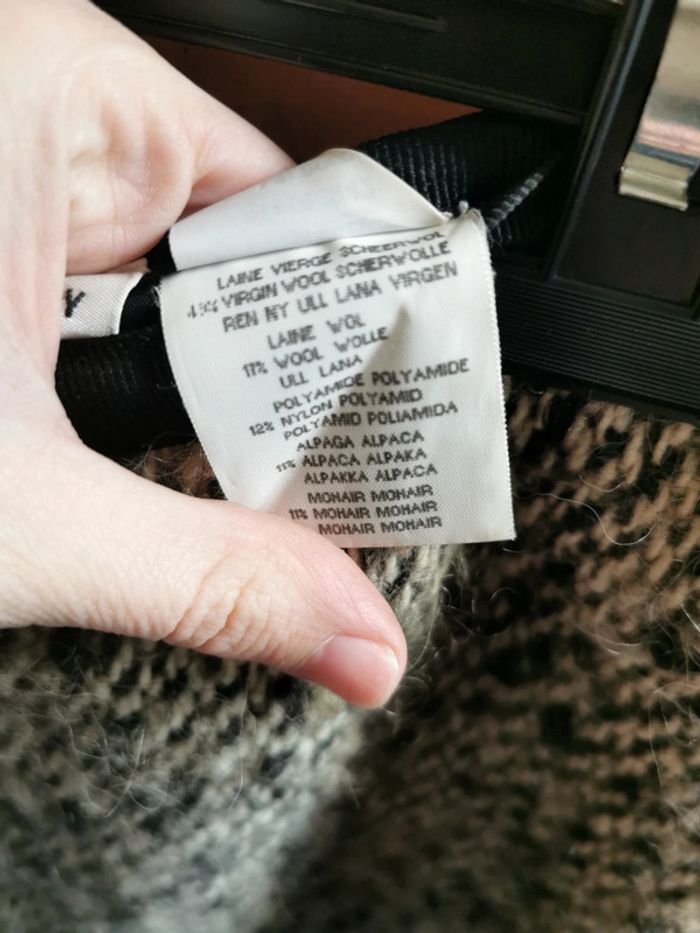 LAINE VIERGE SCHEERWOL
VIRGIN WOOL SCHERWOLLE
REN NY ULL LANA VIRGEN
LAINE WOL
11% WOOL WOLLE
ULL LANA
POLYAMIDE POLYAMIDE
12% NYLON POLYAMID
POLYAMID POLIAMIDA
ALPAGA ALPACA
11% ALPACA ALPAKA
ALPAKKA ALPACA
MOHAIR MOHAIR
11% MOHAIR MOHAIR
MOHAIR MOHAIR